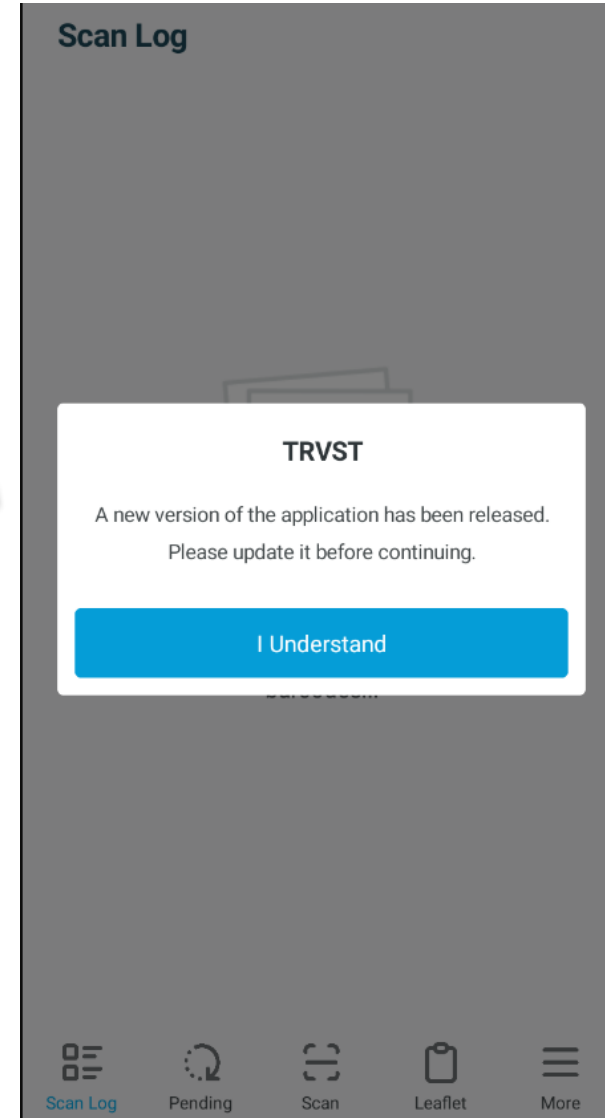 Scan Log
TRVST
A new version of the application has been released.
Please update it before continuing.
I Understand
Scan Log
Pending
Scan
Leaflet
More